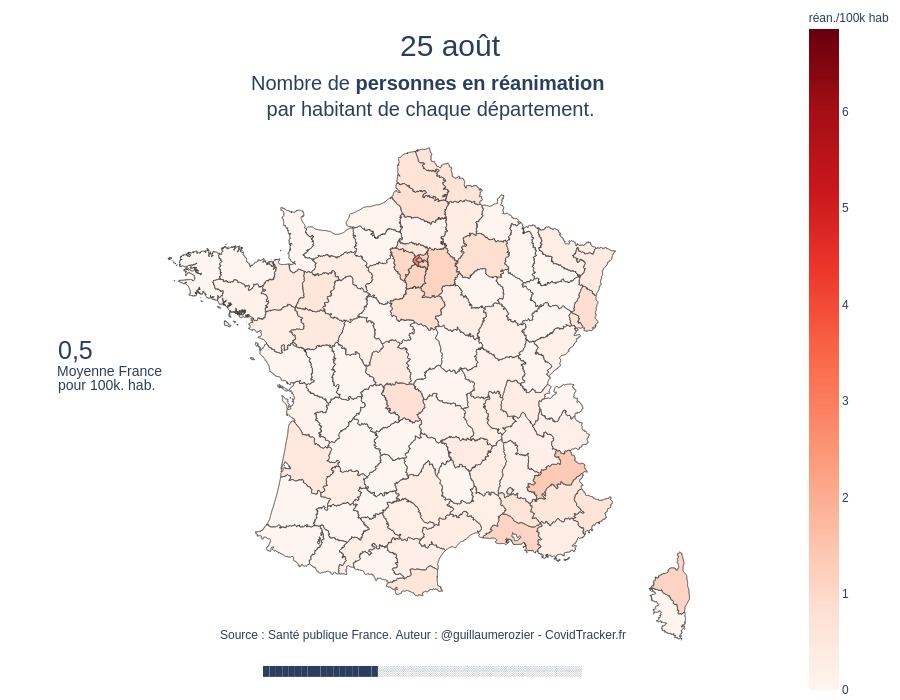 réan./100k hab
25 août
Nombre de personnes en réanimation
par habitant de chaque département.
6
5
4
3
2
1
0
0,5
Moyenne France
pour 100k. hab.
Source : Santé publique France. Auteur : @guillaumerozier - CovidTracker.fr